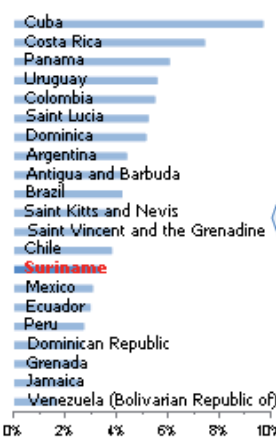 Cuba
Costa Rica
Panama
Uruguay
Colombia
Saint Lucia
Dominica
Argentina
Antigua and Barbuda
Brazil
Saint Kitts and Nevis
Saint Vincent and the Grenadine
Chile
Suriname
Mexico
Ecuador
Peru
Dominican Republic
Grenada
Jamaica
Venezuela (Bolivarian Republic of)
0% 2% 4% 6% 8% 10%